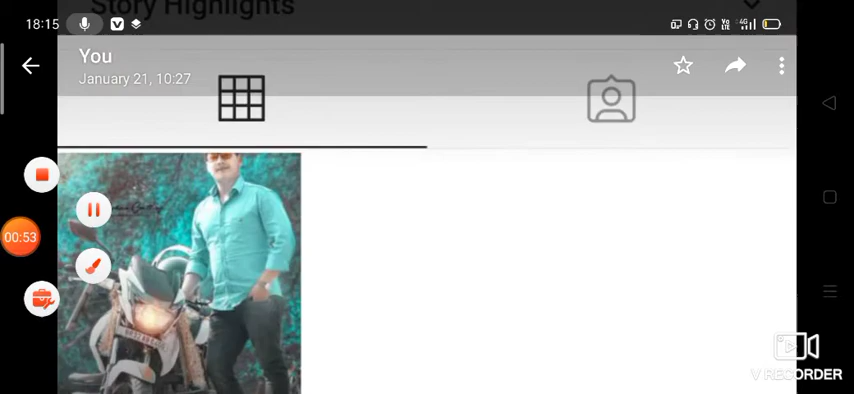 Story Highlights
18:15
You
January 21, 10:27
00:53
V RECORDER